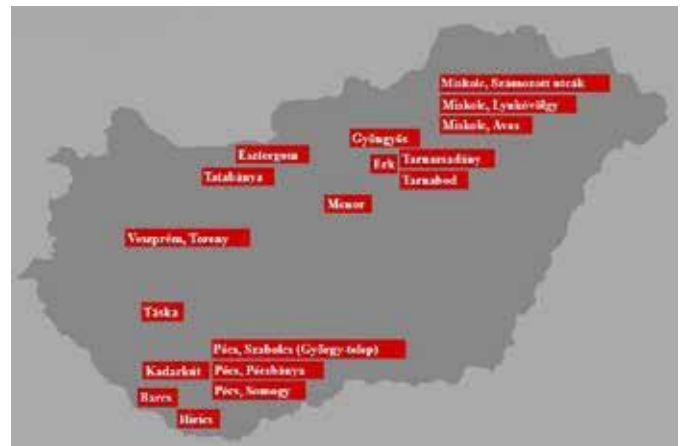 Miskolc, Számozott utcák
Miskolc, Lyukóvölgy
Miskolc, Avas
Gyöngyös
Esztergom
Erk
Tarnazsadány
Tatabánya
Tarnabod
Monor
Veszprém, Torony
Táska
Pécs, Szabolcs (György-telep)
Kadarkút
Pécs, Pécsbánya
Pécs, Somogy
Barcs
Hirics